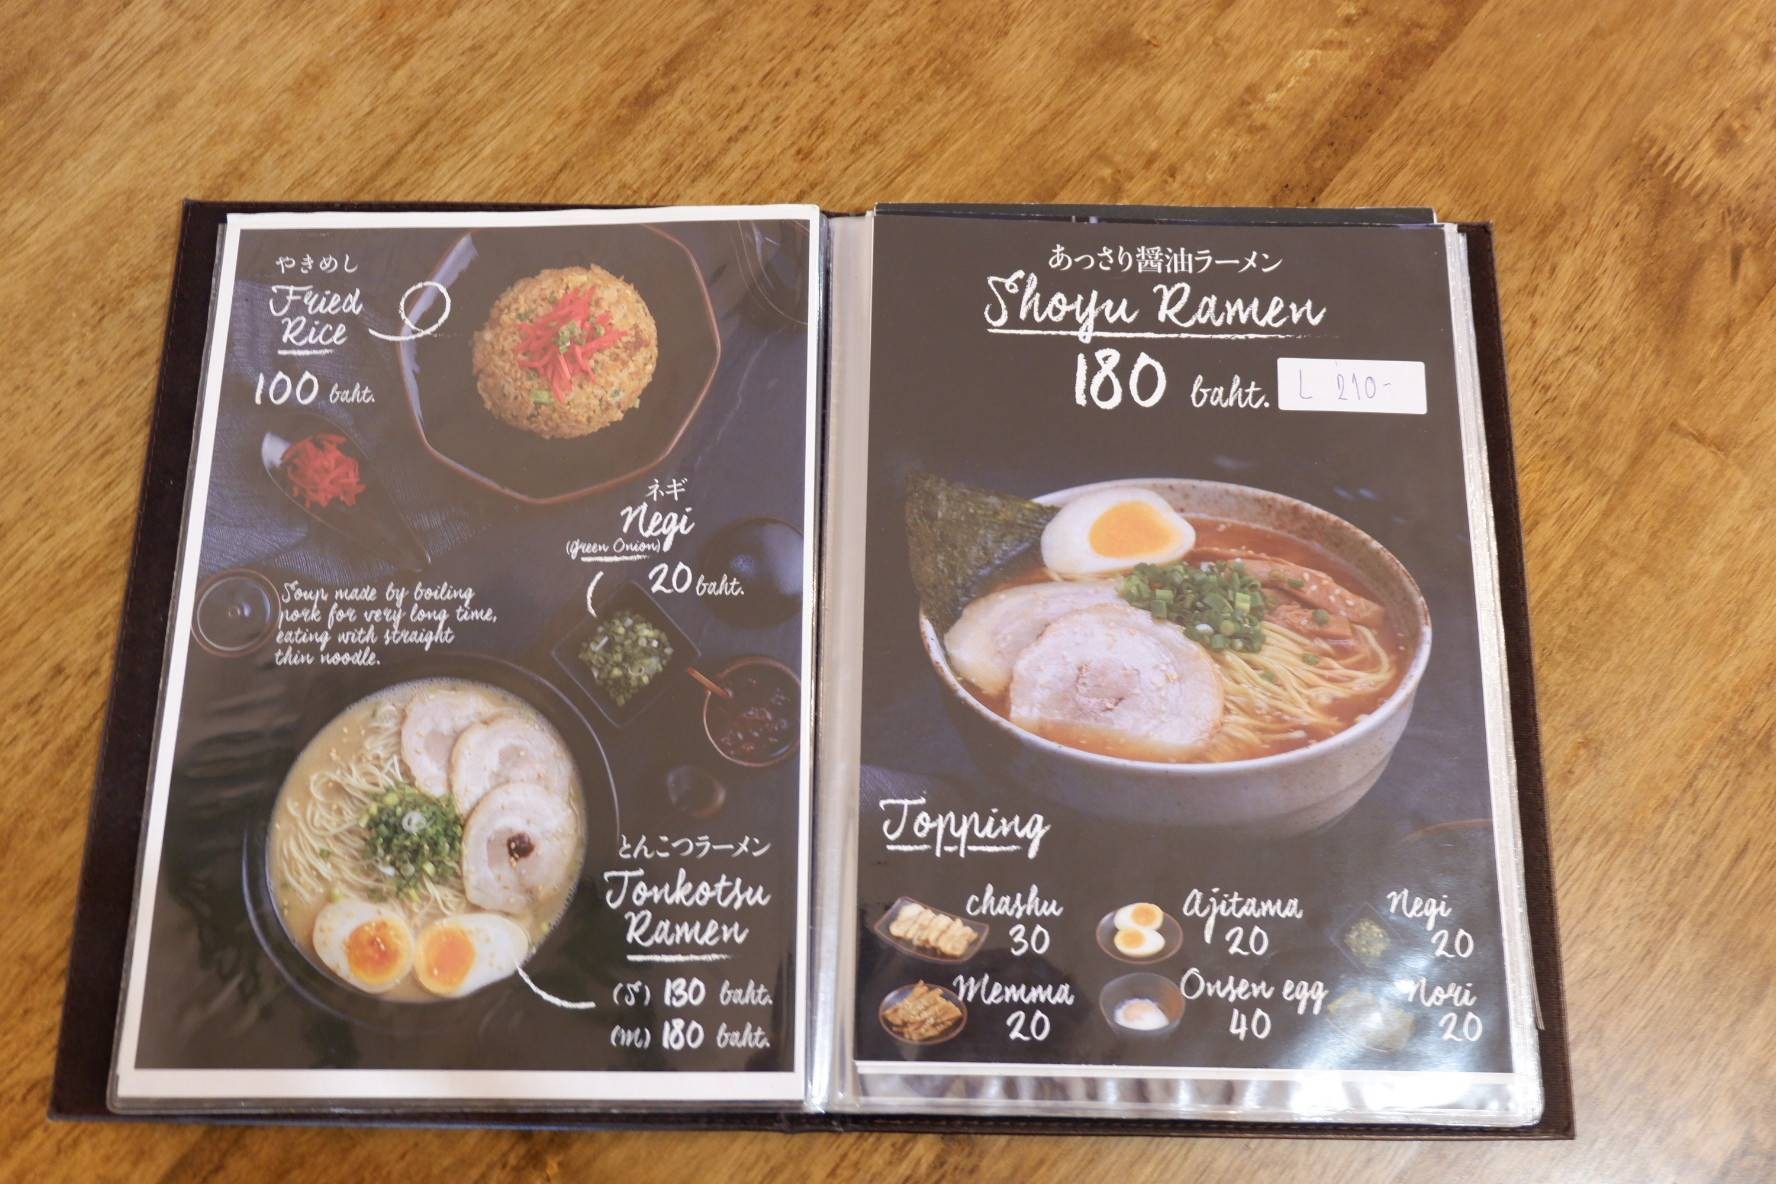 やきめし
Fried
Rice
100 baht.
ネギ
Negi
(Green Onion)
20 baht.
Soup made by boiling
pork for very long time,
eating with straight
thin noodle.
とんこつラーメン
Tonkotsu
Ramen
(S) 130 baht.
(M) 180 baht.
あっさり醤油ラーメン
Shoyu Ramen
180 baht.
L 210-
Topping
chashu
30
Ajitama
20
Negi
20
Memma
20
Onsen egg
40
Nori
20